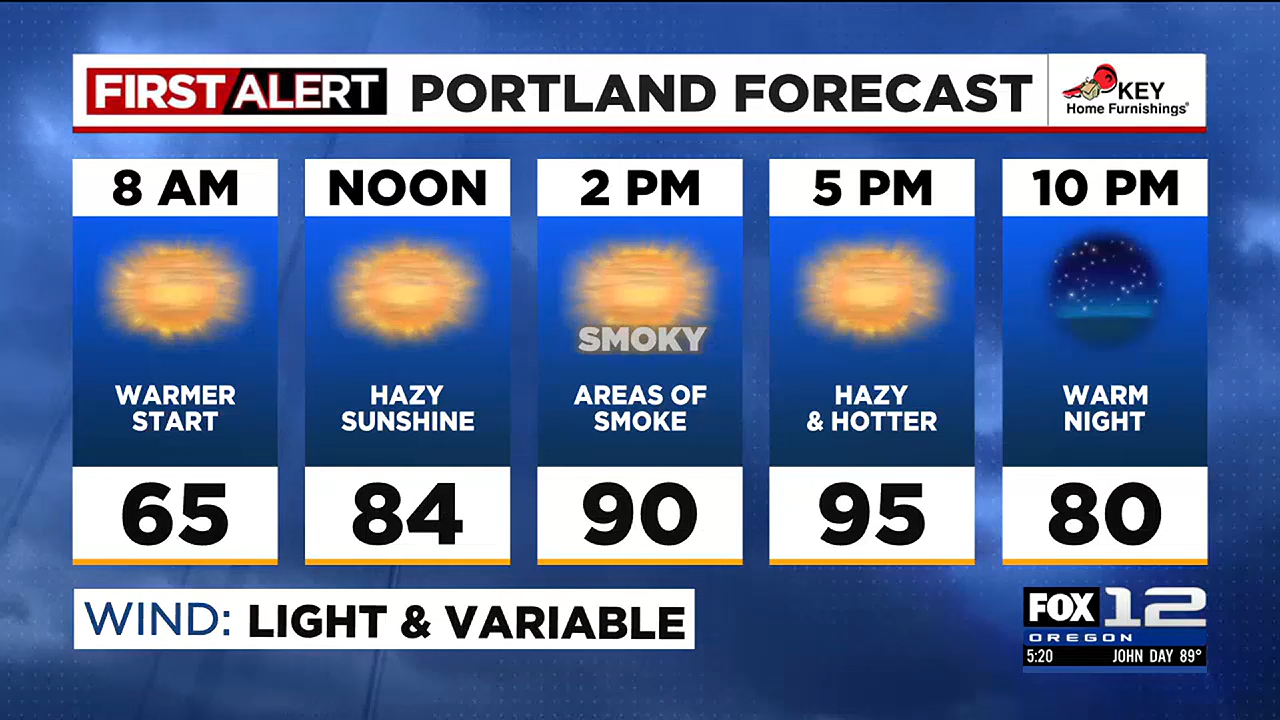 FIRST ALERT PORTLAND FORECAST
KEY
Home Furnishings®
8 AM
WARMER
START
65
NOON
HAZY
SUNSHINE
84
2 PM
SMOKY
AREAS OF
SMOKE
90
5 PM
HAZY
& HOTTER
95
10 PM
WARM
NIGHT
80
WIND: LIGHT & VARIABLE
FOX 12
OREGON
5:20 JOHN DAY 89°